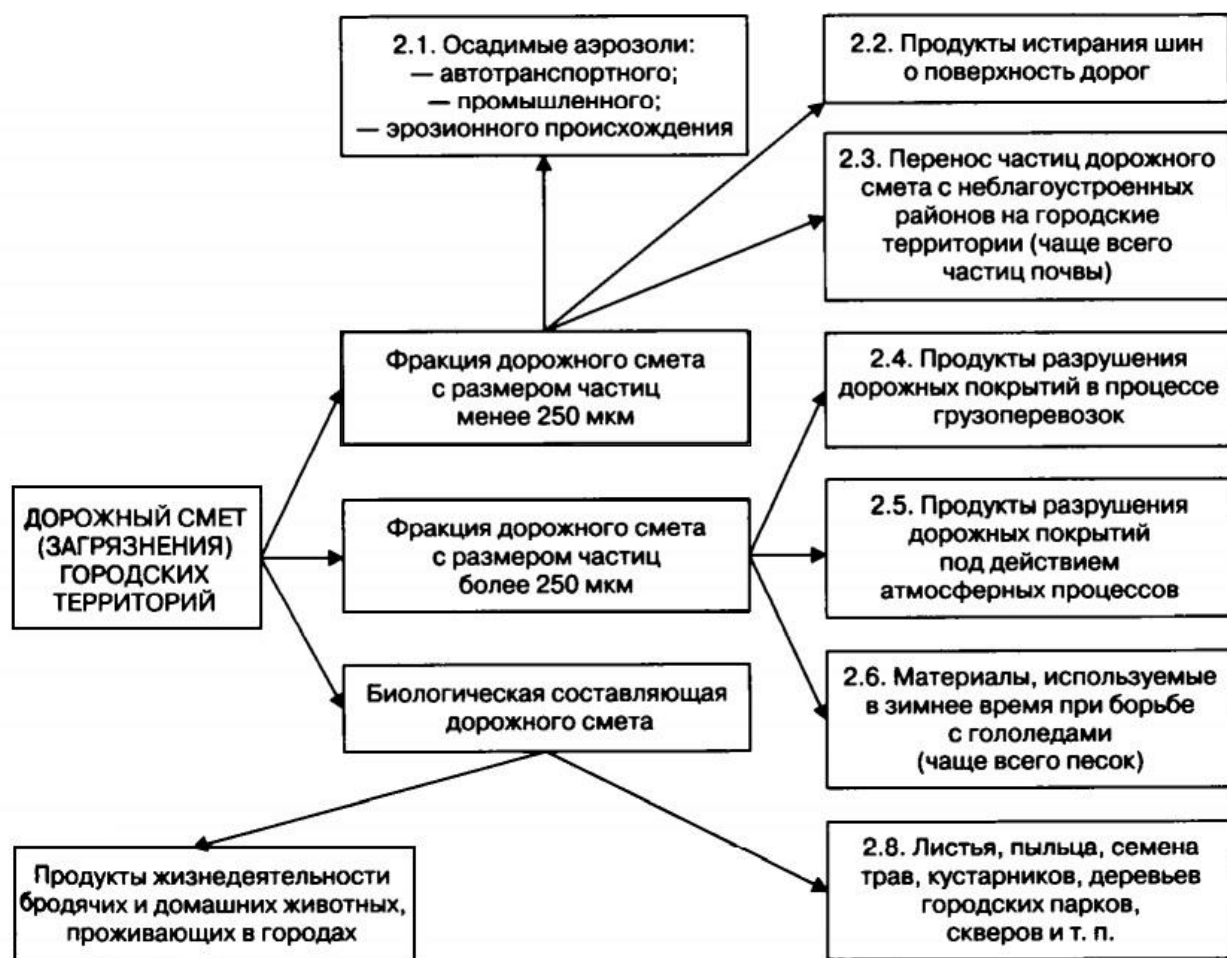 2.1. Осадимые аэрозоли:
— автотранспортного;
— промышленного;
— эрозионного происхождения
2.2. Продукты истирания шин
о поверхность дорог
2.3. Перенос частиц дорожного
смета с неблагоустроенных
районов на городские
территории (чаще всего
частиц почвы)
Фракция дорожного смета
с размером частиц
менее 250 мкм
2.4. Продукты разрушения
дорожных покрытий в процессе
грузоперевозок
ДОРОЖНЫЙ СМЕТ
(ЗАГРЯЗНЕНИЯ)
ГОРОДСКИХ
ТЕРРИТОРИЙ
Фракция дорожного смета
с размером частиц
более 250 мкм
2.5. Продукты разрушения
дорожных покрытий
под действием
атмосферных процессов
Биологическая составляющая
дорожного смета
2.6. Материалы, используемые
в зимнее время при борьбе
с гололедами
(чаще всего песок)
Продукты жизнедеятельности
бродячих и домашних животных,
проживающих в городах
2.8. Листья, пыльца, семена
трав, кустарников, деревьев
городских парков,
скверов и т. п.